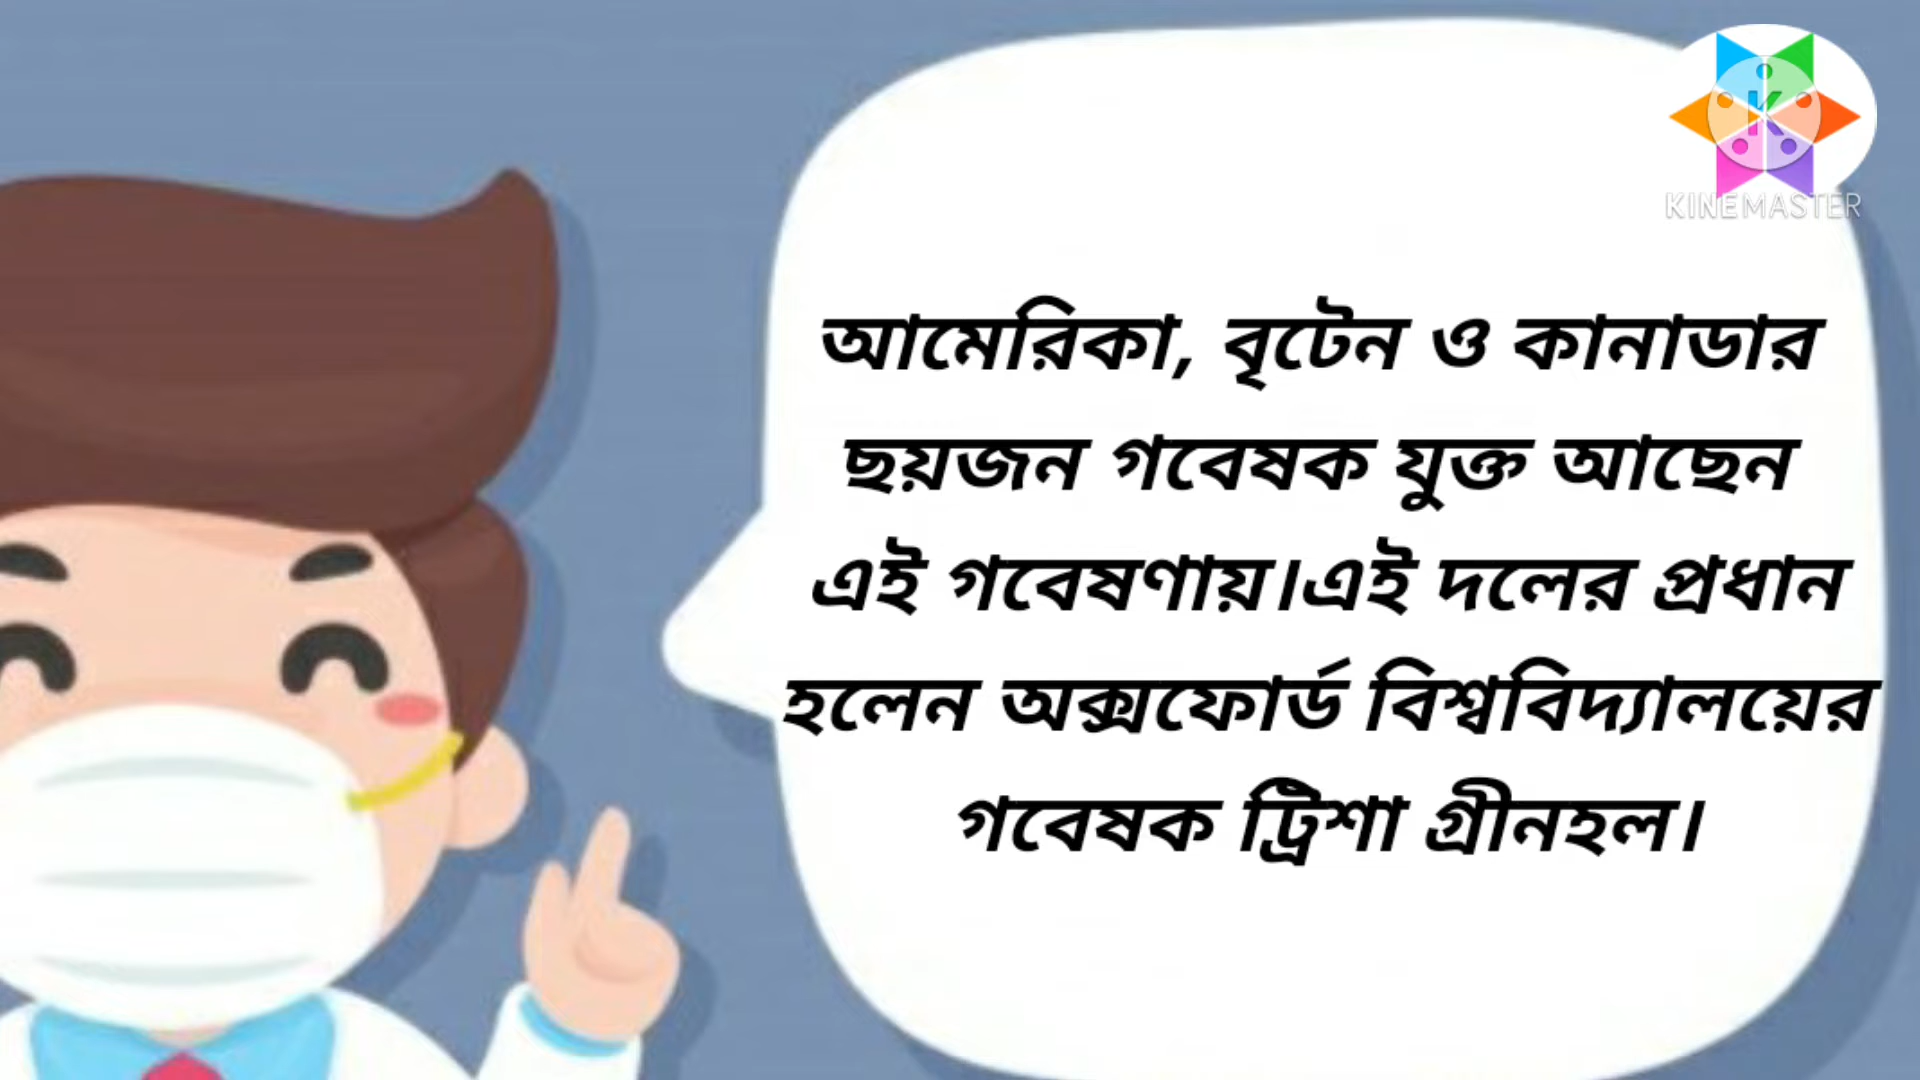 KINEMASTER
আমেরিকা, বৃটেন ও কানাডার
ছয়জন গবেষক যুক্ত আছেন
এই গবেষণায়।এই দলের প্রধান
হলেন অক্সফোর্ড বিশ্ববিদ্যালয়ের
গবেষক ট্রিশা গ্রীনহল।